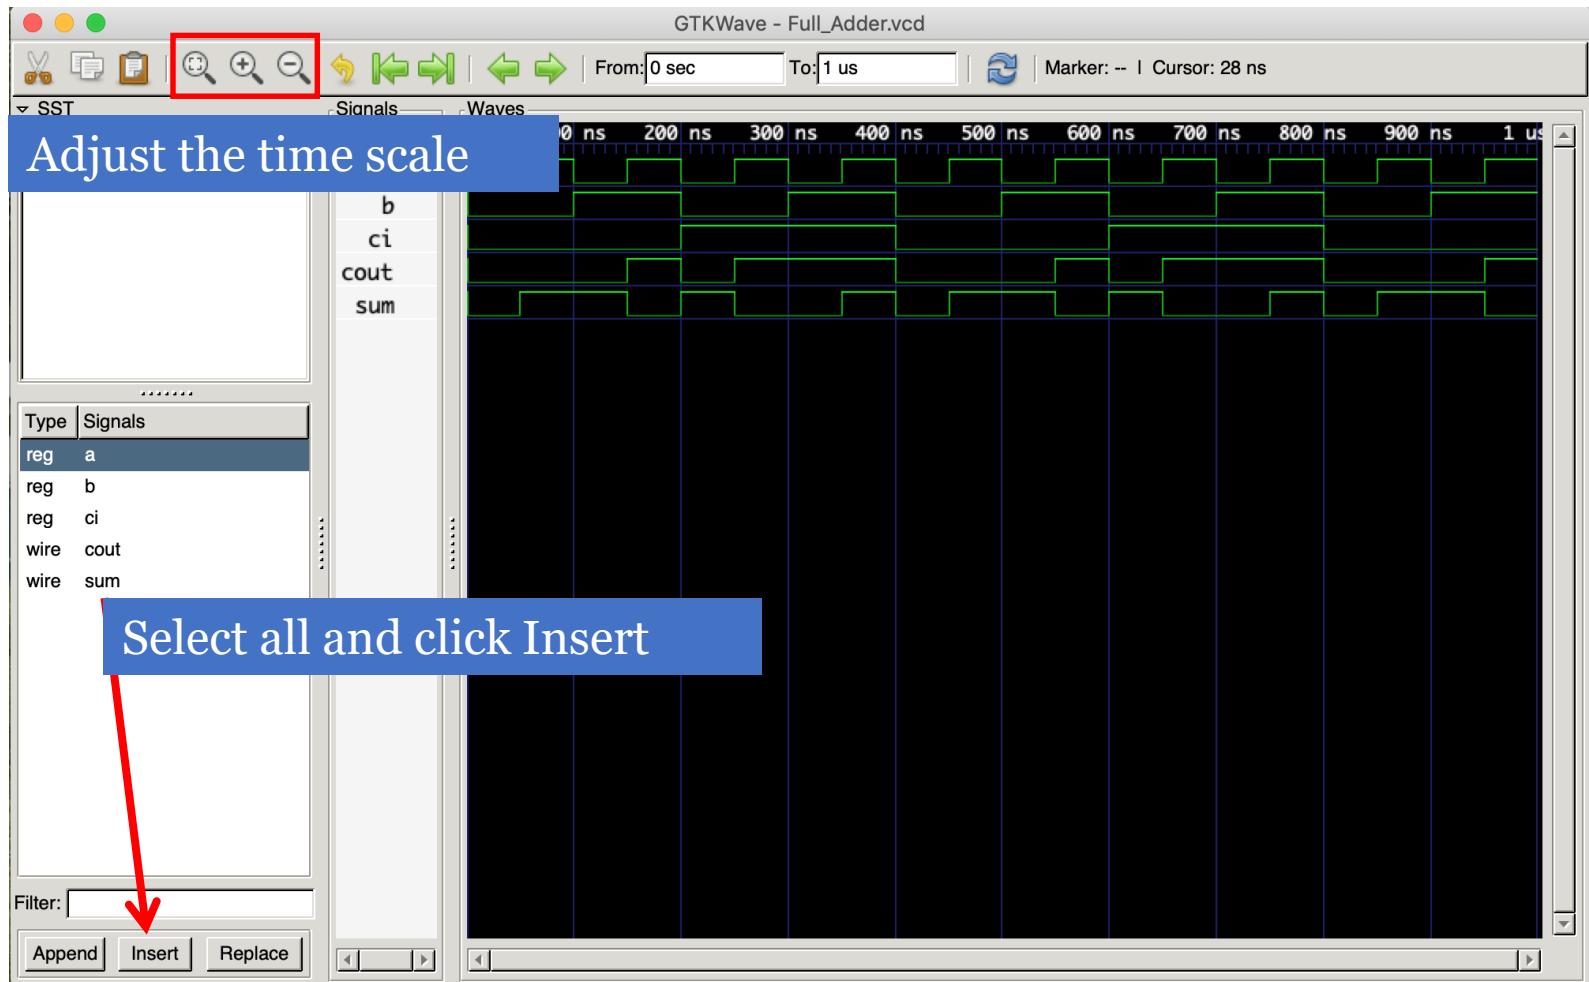 GTKWave - Full_Adder.vcd
From: 0 sec To: 1 us Marker: -- | Cursor: 28 ns
SST Signals Waves
0 ns 200 ns 300 ns 400 ns 500 ns 600 ns 700 ns 800 ns 900 ns 1 us
Adjust the time scale
b
ci
cout
sum
Type Signals
reg a
reg b
reg ci
wire cout
wire sum
Select all and click Insert
Filter:
Append Insert Replace